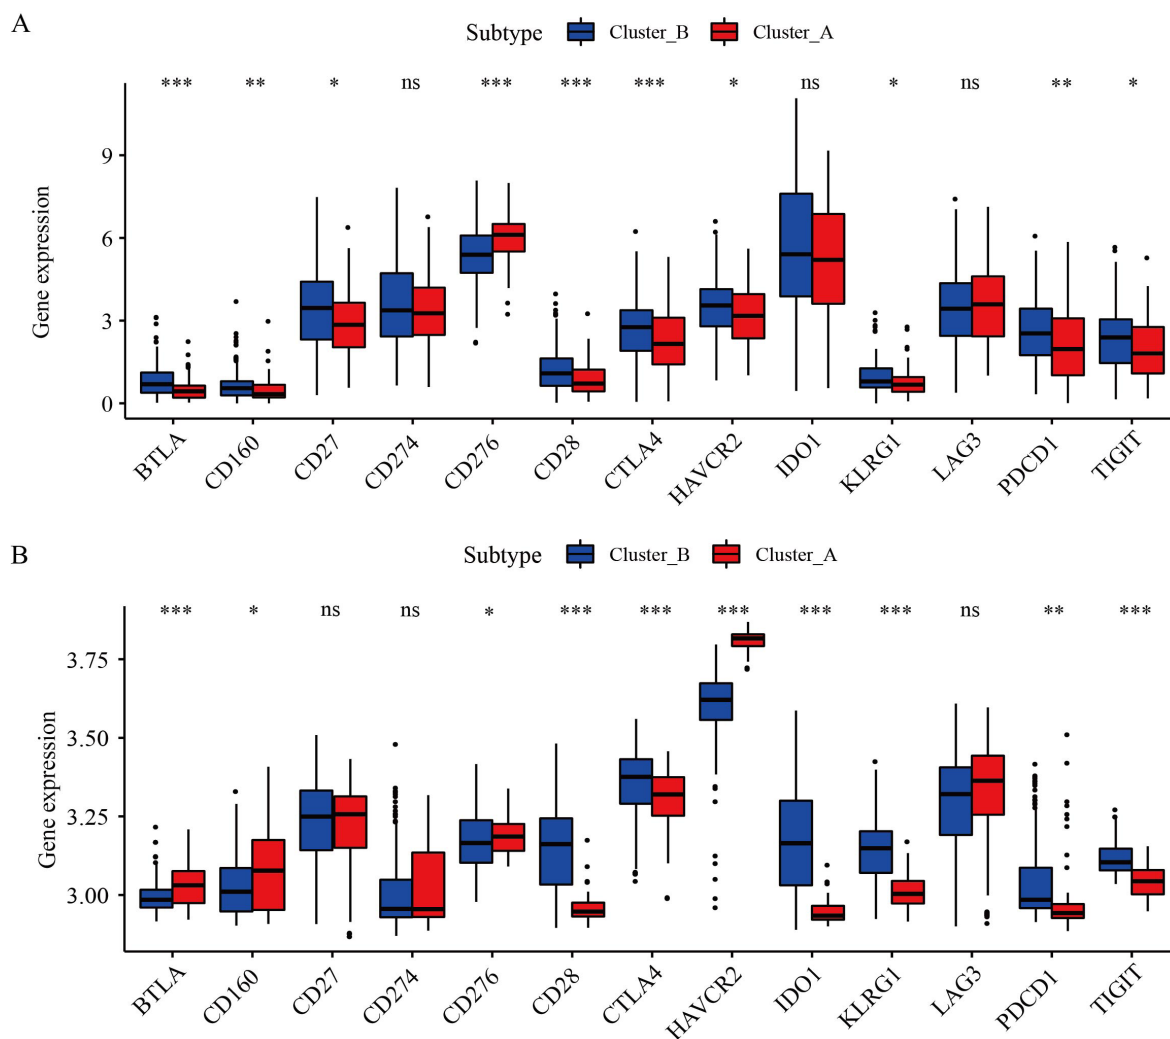 A
Subtype Cluster_B Cluster_A
*** ** * ns *** *** *** * ns * ns ** *
Gene expression
9
6
3
0
BTLA CD160 CD27 CD274 CD276 CD28 CTLA4 HAVCR2 IDO1 KLRG1 LAG3 PDCD1 TIGIT
B
Subtype Cluster_B Cluster_A
*** * ns ns * *** *** *** *** *** ns ** ***
Gene expression
3.75
3.50
3.25
3.00
BTLA CD160 CD27 CD274 CD276 CD28 CTLA4 HAVCR2 IDO1 KLRG1 LAG3 PDCD1 TIGIT